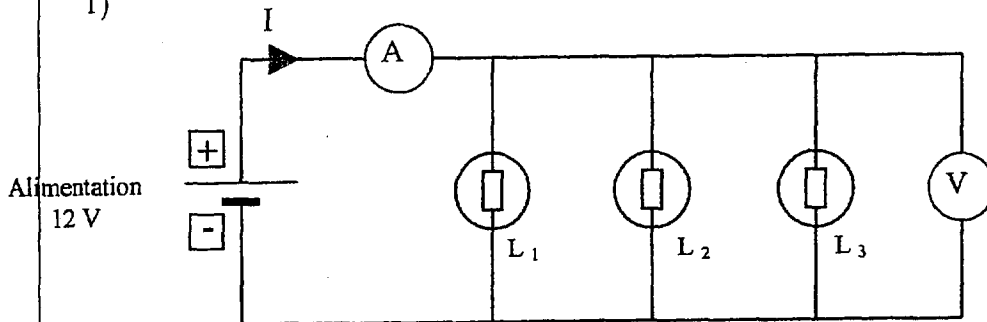 1)
I
A
+
Alimentation
12 V
-
V
L 1
L 2
L 3